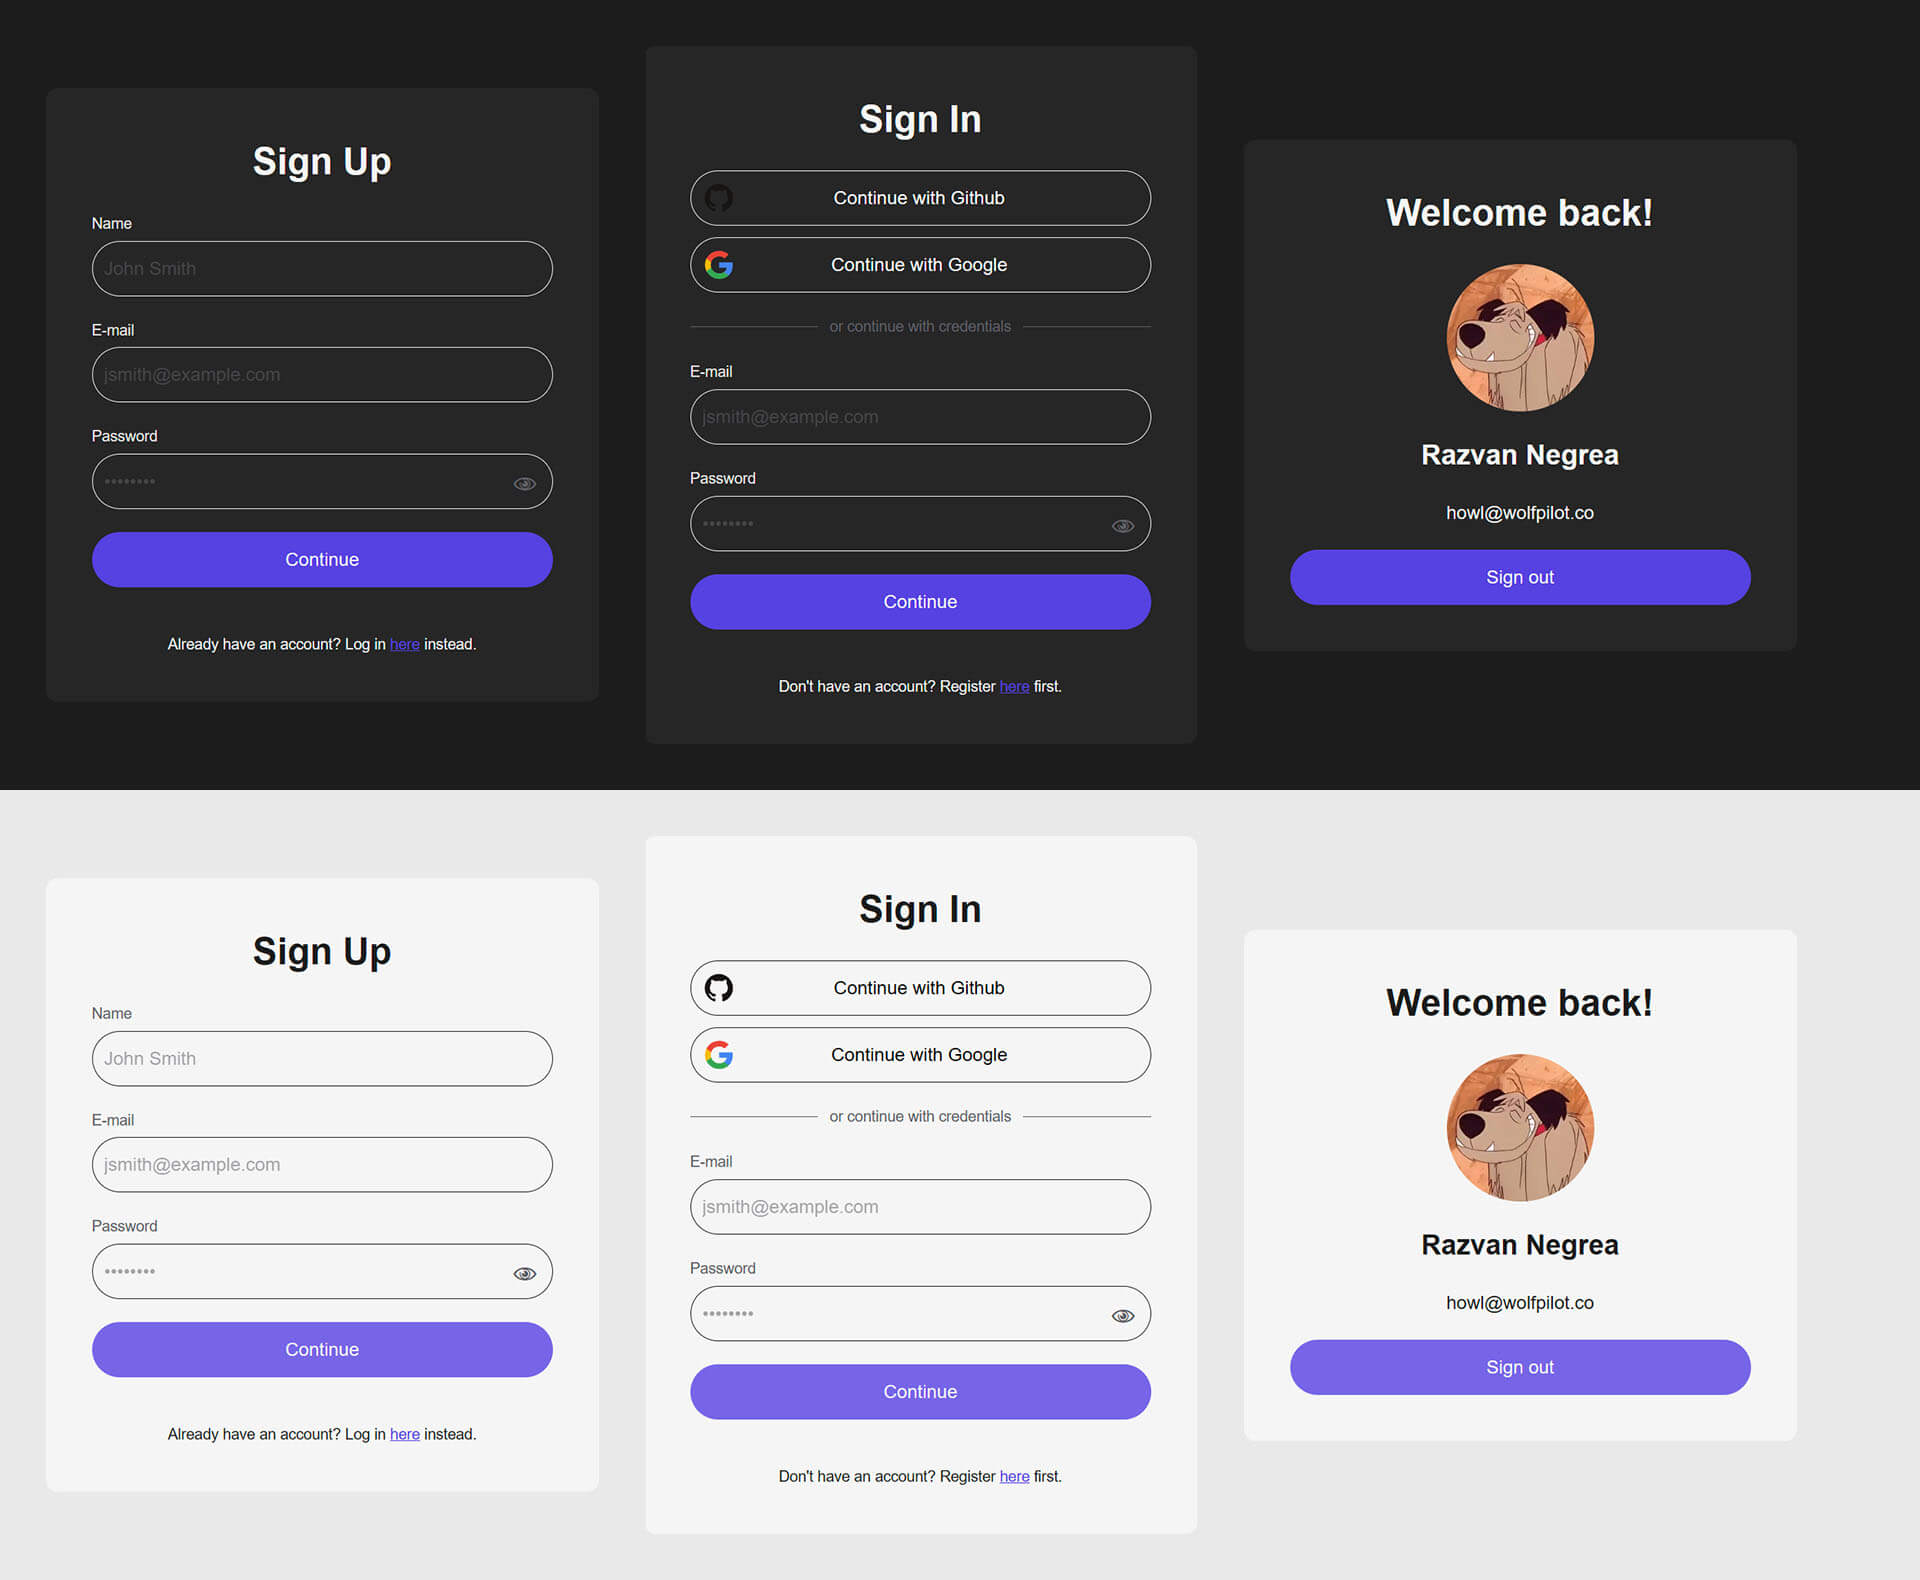 Sign Up
Name
John Smith
E-mail
jsmith@example.com
Password
••••••••
Continue
Already have an account? Log in here instead.
Sign In
Continue with Github
Continue with Google
or continue with credentials
E-mail
jsmith@example.com
Password
••••••••
Continue
Don't have an account? Register here first.
Welcome back!
Razvan Negrea
howl@wolfpilot.co
Sign out
Sign Up
Name
John Smith
E-mail
jsmith@example.com
Password
••••••••
Continue
Already have an account? Log in here instead.
Sign In
Continue with Github
Continue with Google
or continue with credentials
E-mail
jsmith@example.com
Password
••••••••
Continue
Don't have an account? Register here first.
Welcome back!
Razvan Negrea
howl@wolfpilot.co
Sign out